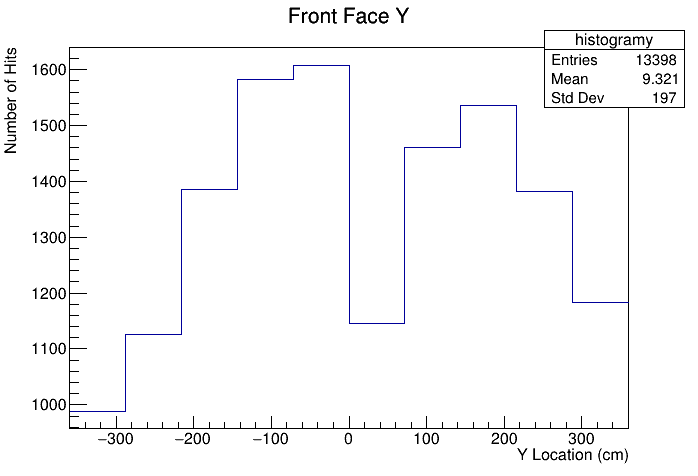 Front Face Y
histogramy
Entries 13398
Mean 9.321
Std Dev 197
Number of Hits
1600
1500
1400
1300
1200
1100
1000
−300 −200 −100 0 100 200 300
Y Location (cm)